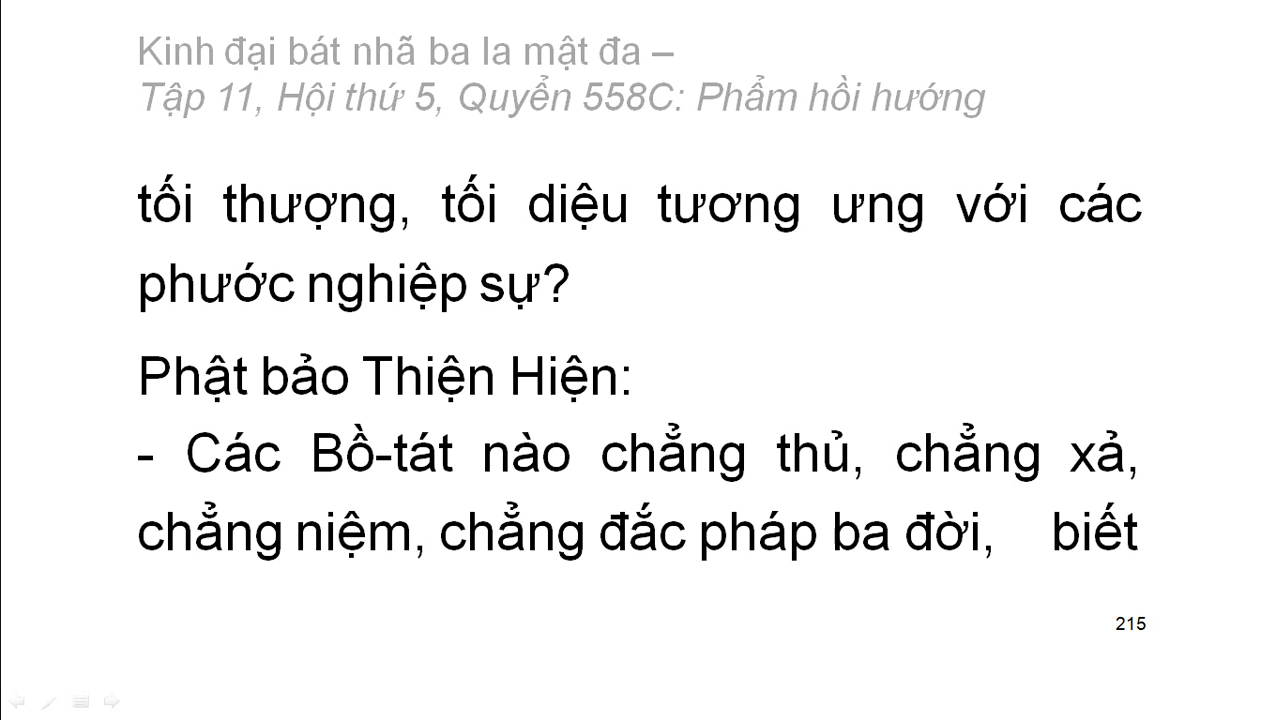 Kinh đại bát nhã ba la mật đa –
Tập 11, Hội thứ 5, Quyển 558C: Phẩm hồi hướng
tối thượng, tối diệu tương ưng với các
phước nghiệp sự?
Phật bảo Thiện Hiện:
- Các Bồ-tát nào chẳng thủ, chẳng xả,
chẳng niệm, chẳng đắc pháp ba đời, biết
215